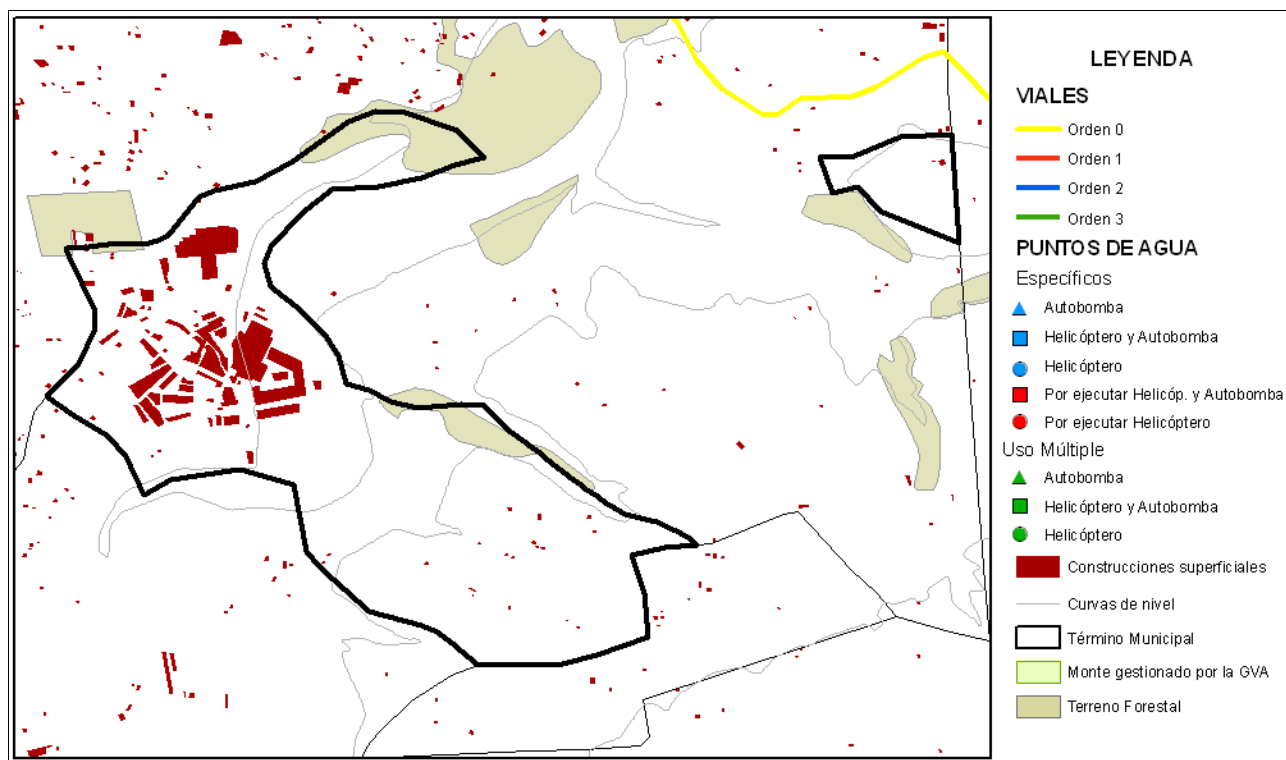 LEYENDA
VIALES
Orden 0
Orden 1
Orden 2
Orden 3
PUNTOS DE AGUA
Específicos
Autobomba
Helicóptero y Autobomba
Helicóptero
Por ejecutar Helicóp. y Autobomba
Por ejecutar Helicóptero
Uso Múltiple
Autobomba
Helicóptero y Autobomba
Helicóptero
Construcciones superficiales
Curvas de nivel
Término Municipal
Monte gestionado por la GVA
Terreno Forestal